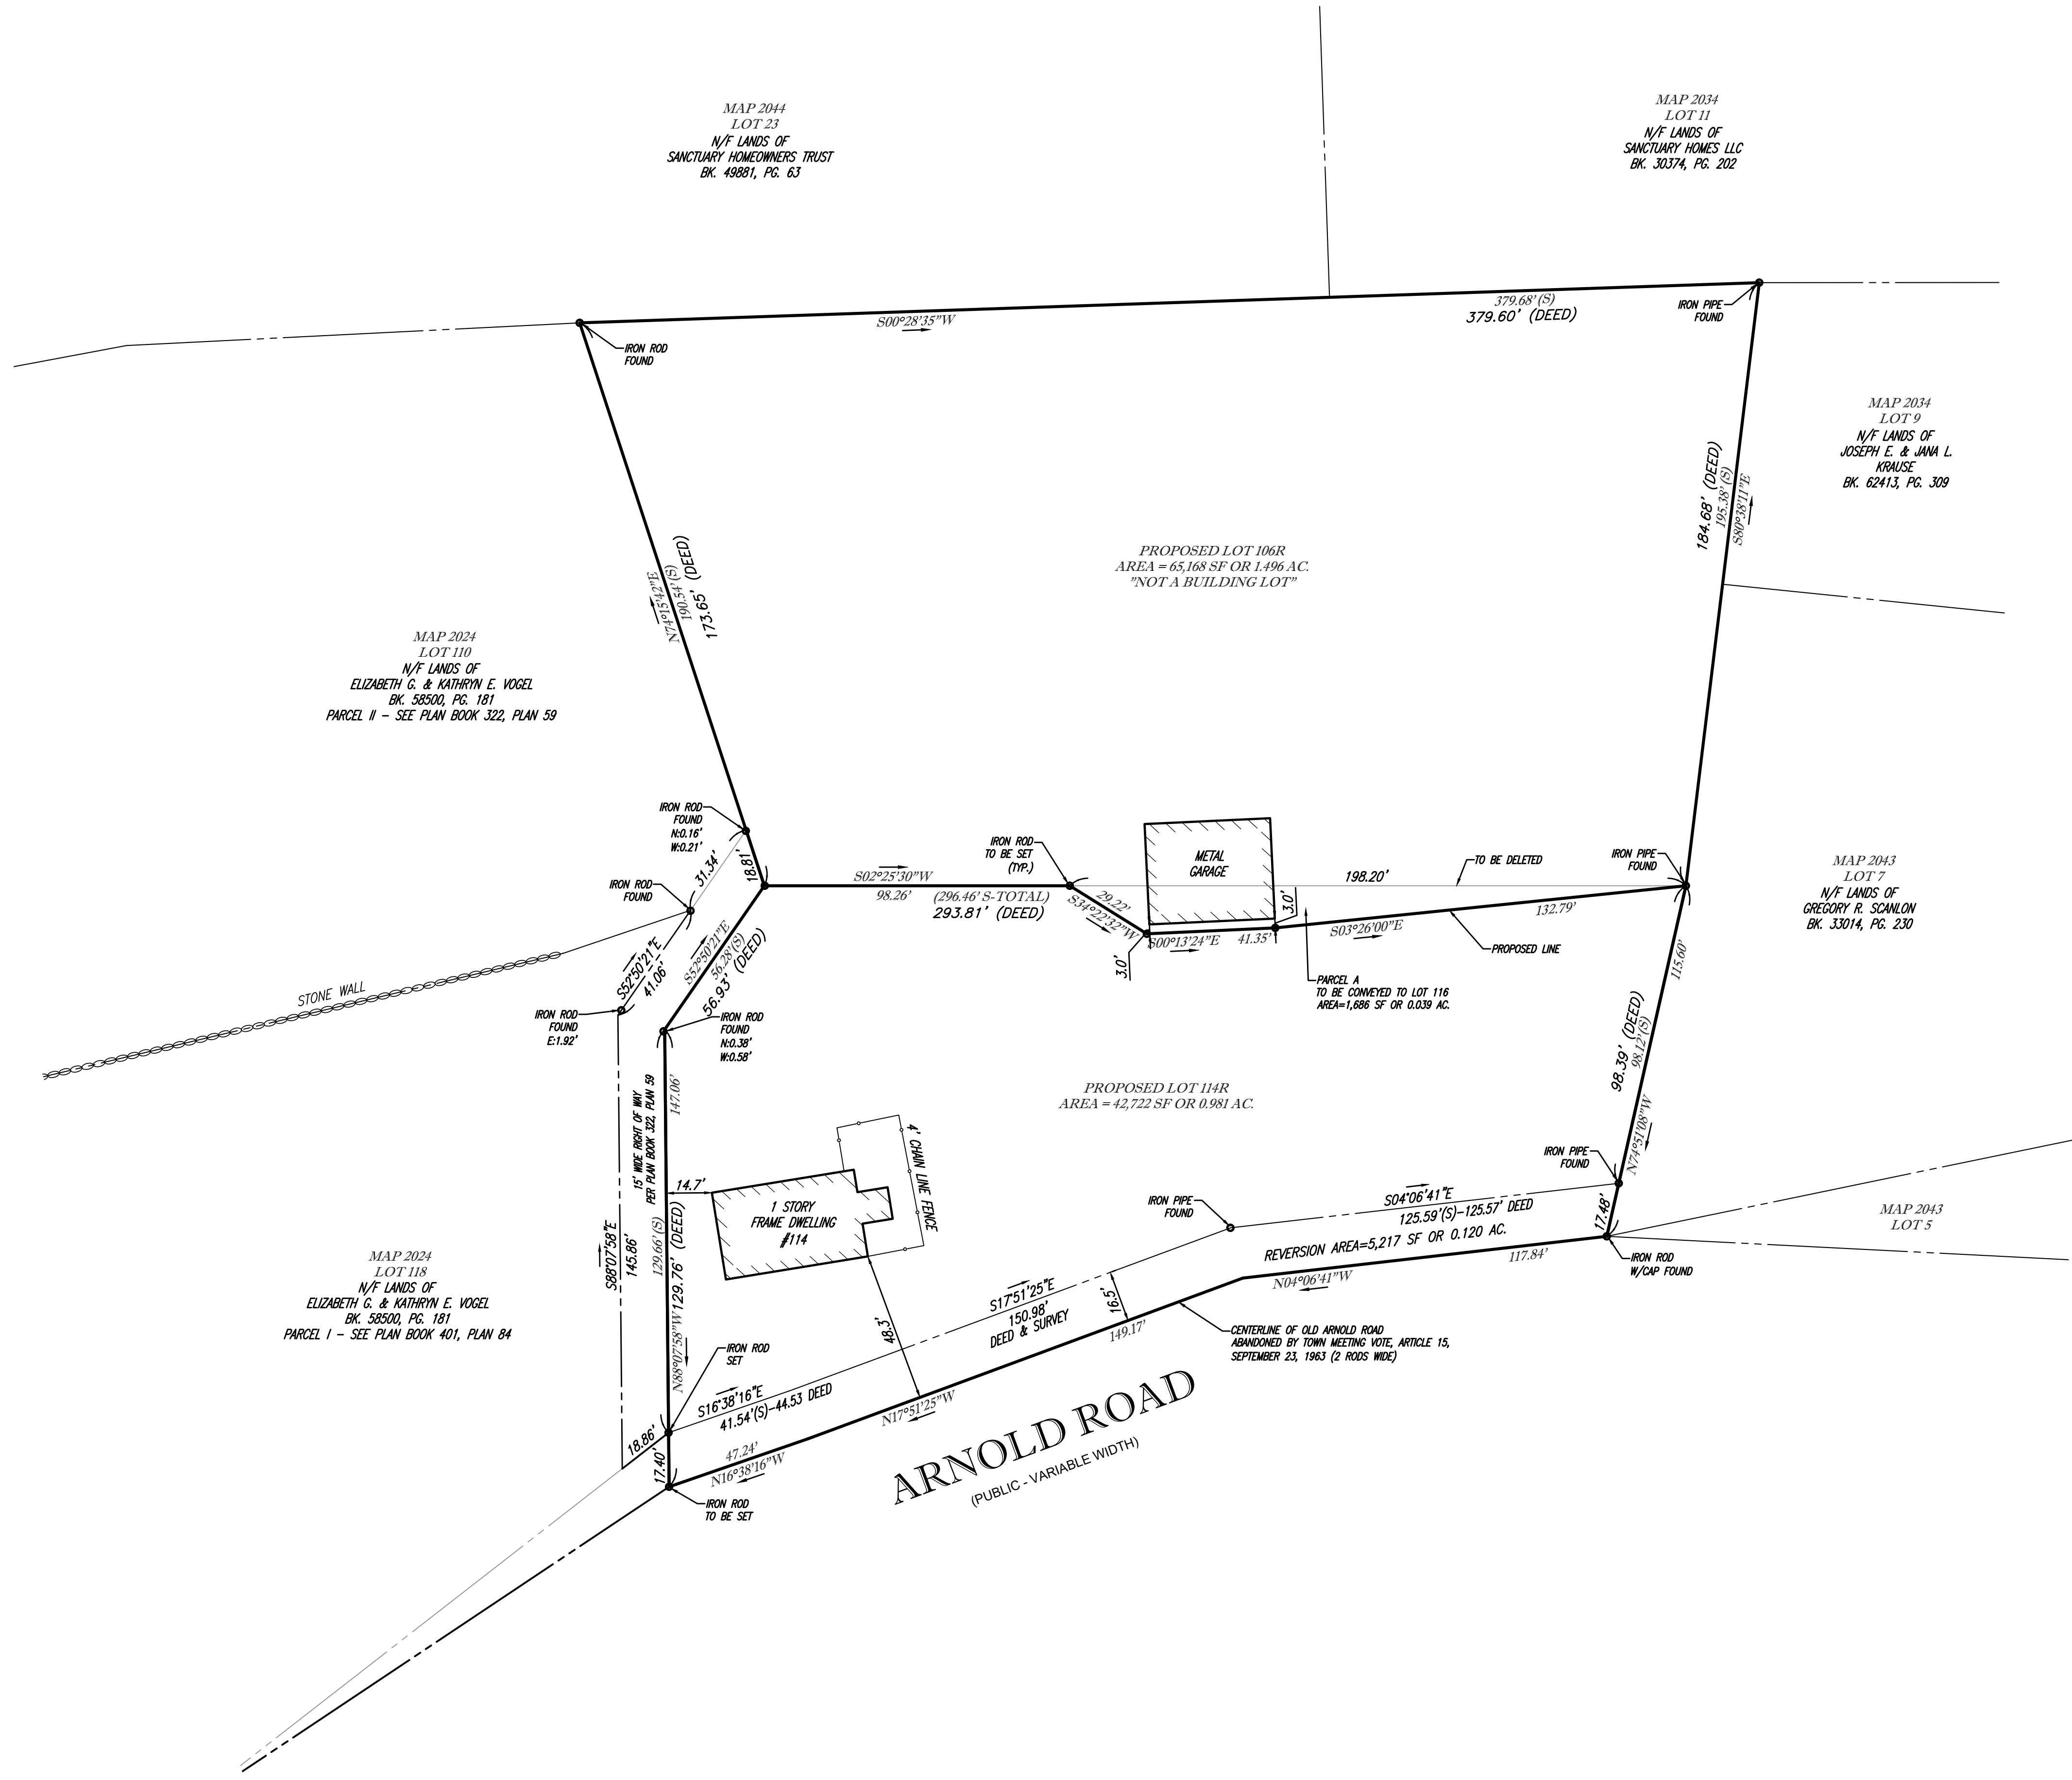 MAP 2044
LOT 23
N/F LANDS OF
SANCTUARY HOMEOWNERS TRUST
BK. 49881, PG. 63
MAP 2034
LOT 11
N/F LANDS OF
SANCTUARY HOMES LLC
BK. 30374, PG. 202
S00°28'35"W
379.68' (S)
379.60' (DEED)
IRON PIPE
FOUND
IRON ROD
FOUND
MAP 2034
LOT 9
N/F LANDS OF
JOSEPH E. & JANA L.
KRAUSE
BK. 62413, PG. 309
184.68' (DEED)
195.38' (S)
S80°38'11"E
PROPOSED LOT 106R
AREA = 65,168 SF OR 1.496 AC.
"NOT A BUILDING LOT"
N74°15'42"E
190.54' (S)
173.65' (DEED)
MAP 2024
LOT 110
N/F LANDS OF
ELIZABETH G. & KATHRYN E. VOGEL
BK. 58500, PG. 181
PARCEL II - SEE PLAN BOOK 322, PLAN 59
IRON ROD
FOUND
N:0.16'
W:0.21'
31.34'
18.81'
IRON ROD
FOUND
S02°25'30"W
98.26'
(296.46' S-TOTAL)
293.81' (DEED)
IRON ROD
TO BE SET
(TYP.)
METAL
GARAGE
198.20'
TO BE DELETED
IRON PIPE
FOUND
29.22'
S34°22'32"W
3.0'
3.0'
S00°13'24"E
41.35'
S03°26'00"E
132.79'
PROPOSED LINE
PARCEL A
TO BE CONVEYED TO LOT 116
AREA=1,686 SF OR 0.039 AC.
MAP 2043
LOT 7
N/F LANDS OF
GREGORY R. SCANLON
BK. 33014, PG. 230
115.60'
98.39' (DEED)
98.12' (S)
N74°51'08"W
STONE WALL
S52°50'21"E
41.06'
S52°50'21"E
56.28' (S)
56.93' (DEED)
IRON ROD
FOUND
E:1.92'
IRON ROD
FOUND
N:0.38'
W:0.58'
15' WIDE RIGHT OF WAY
PER PLAN BOOK 322, PLAN 59
147.06'
PROPOSED LOT 114R
AREA = 42,722 SF OR 0.981 AC.
4' CHAIN LINE FENCE
14.7'
1 STORY
FRAME DWELLING
#114
S88°07'58"E
145.86'
129.66' (S)
129.76' (DEED)
N88°07'58"W
48.3'
IRON PIPE
FOUND
IRON PIPE
FOUND
S04°06'41"E
125.59'(S)-125.57' DEED
17.48'
REVERSION AREA=5,217 SF OR 0.120 AC.
117.84'
N04°06'41"W
IRON ROD
W/CAP FOUND
MAP 2043
LOT 5
MAP 2024
LOT 118
N/F LANDS OF
ELIZABETH G. & KATHRYN E. VOGEL
BK. 58500, PG. 181
PARCEL I - SEE PLAN BOOK 401, PLAN 84
S17°51'25"E
150.98'
DEED & SURVEY
16.5'
149.17'
CENTERLINE OF OLD ARNOLD ROAD
ABANDONED BY TOWN MEETING VOTE, ARTICLE 15,
SEPTEMBER 23, 1963 (2 RODS WIDE)
IRON ROD
SET
S16°38'16"E
41.54'(S)-44.53 DEED
N17°51'25"W
18.86'
17.40'
47.24'
N16°38'16"W
IRON ROD
TO BE SET
ARNOLD ROAD
(PUBLIC - VARIABLE WIDTH)